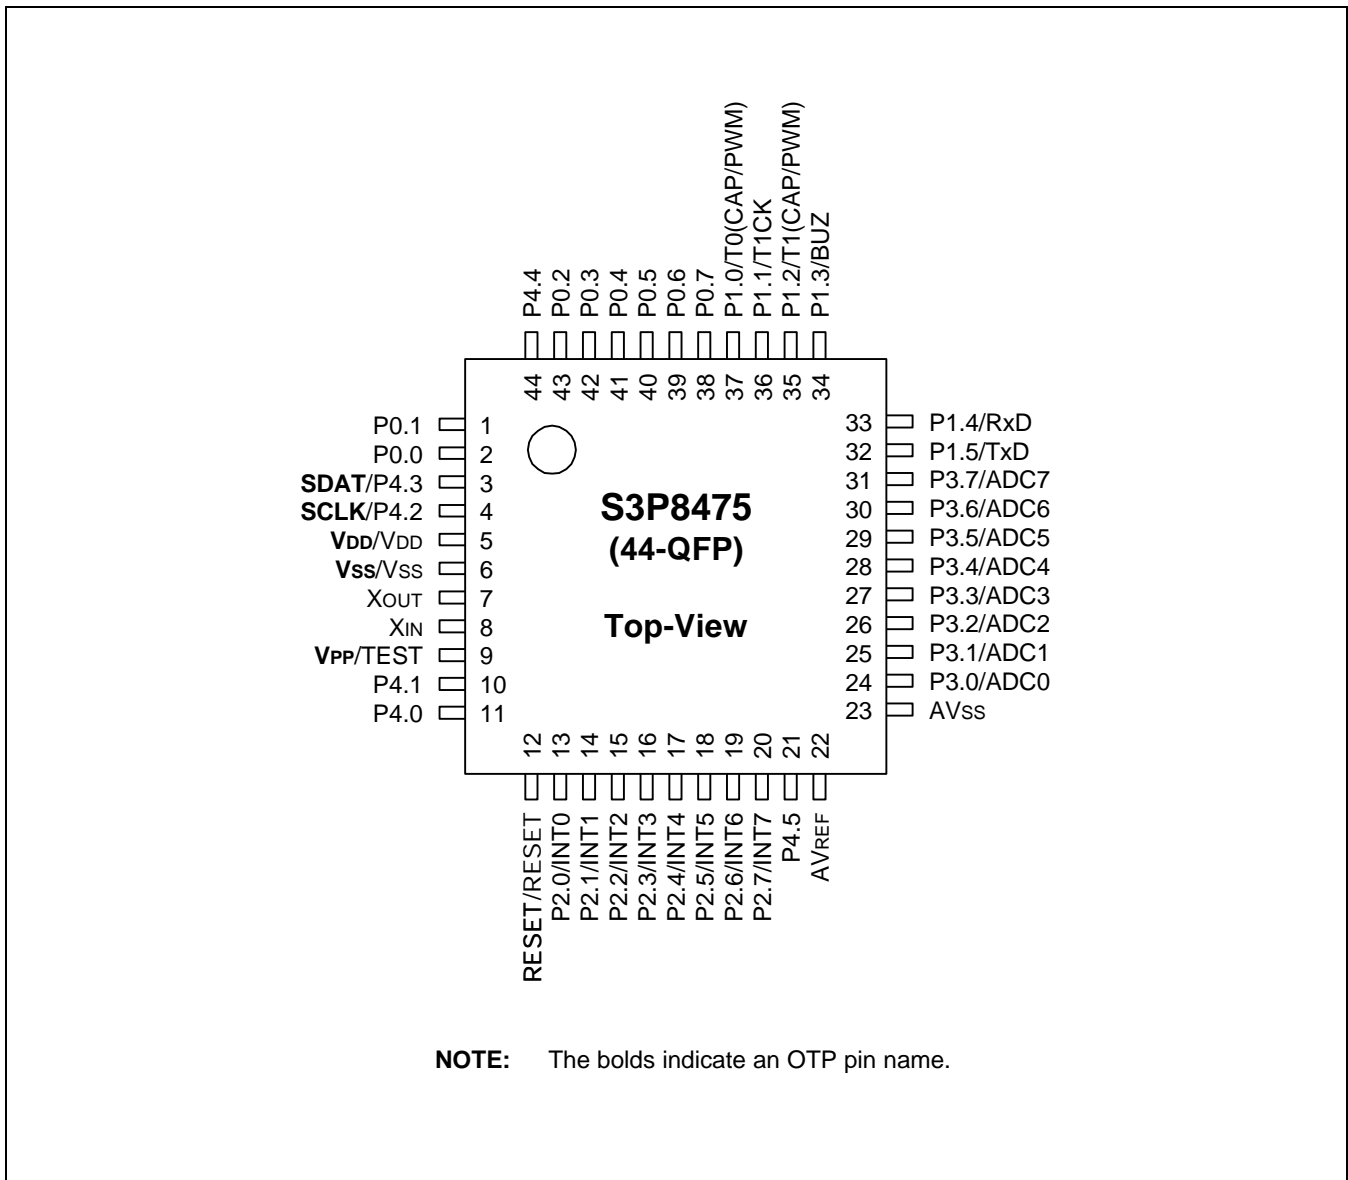 P4.4
P0.2
P0.3
P0.4
P0.5
P0.6
P0.7
P1.0/T0(CAP/PWM)
P1.1/T1CK
P1.2/T1(CAP/PWM)
P1.3/BUZ
44
43
42
41
40
39
38
37
36
35
34
P0.1 1
P0.0 2
SDAT/P4.3 3
SCLK/P4.2 4
VDD/VDD 5
VSS/VSS 6
XOUT 7
XIN 8
VPP/TEST 9
P4.1 10
P4.0 11
S3P8475
(44-QFP)
Top-View
33 P1.4/RxD
32 P1.5/TxD
31 P3.7/ADC7
30 P3.6/ADC6
29 P3.5/ADC5
28 P3.4/ADC4
27 P3.3/ADC3
26 P3.2/ADC2
25 P3.1/ADC1
24 P3.0/ADC0
23 AVSS
12
13
14
15
16
17
18
19
20
21
22
RESET/RESET
P2.0/INT0
P2.1/INT1
P2.2/INT2
P2.3/INT3
P2.4/INT4
P2.5/INT5
P2.6/INT6
P2.7/INT7
P4.5
AVREF
NOTE: The bolds indicate an OTP pin name.